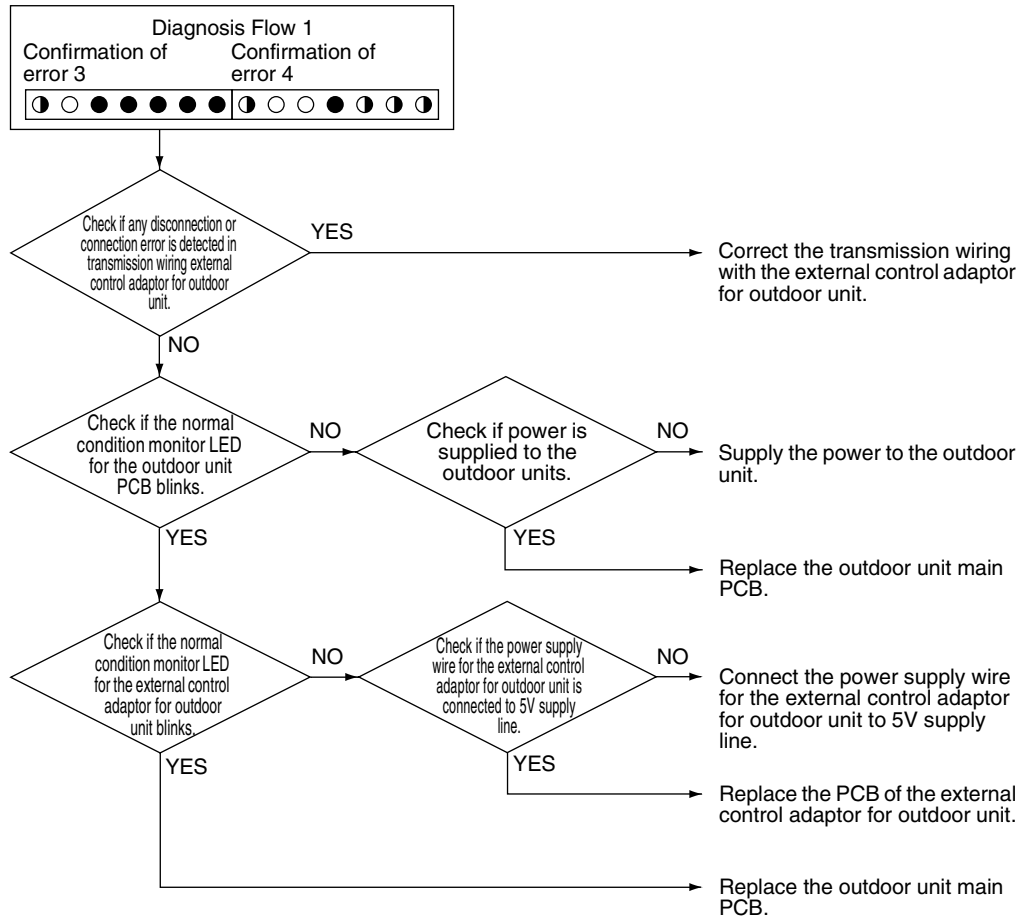 Diagnosis Flow 1
Confirmation of
error 3
Confirmation of
error 4
Check if any disconnection or
connection error is detected in
transmission wiring external
control adaptor for outdoor
unit.
YES
Correct the transmission wiring
with the external control adaptor
for outdoor unit.
NO
Check if the normal
condition monitor LED
for the outdoor unit
PCB blinks.
NO
Check if power is
supplied to the
outdoor units.
NO
Supply the power to the outdoor
unit.
YES
YES
Replace the outdoor unit main
PCB.
Check if the normal
condition monitor LED
for the external control
adaptor for outdoor
unit blinks.
NO
Check if the power supply
wire for the external control
adaptor for outdoor unit is
connected to 5V supply
line.
NO
Connect the power supply wire
for the external control adaptor
for outdoor unit to 5V supply
line.
YES
YES
Replace the PCB of the external
control adaptor for outdoor unit.
Replace the outdoor unit main
PCB.